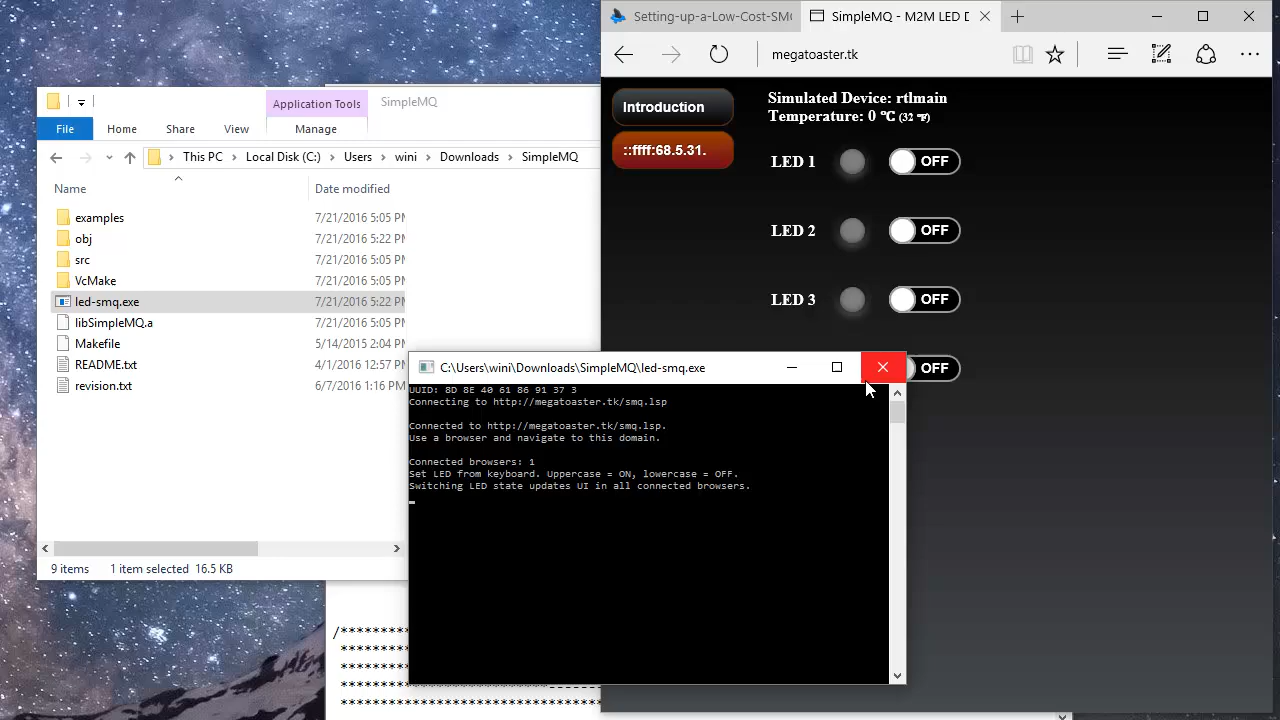 Setting-up-a-Low-Cost-SMC
SimpleMQ - M2M LED D
megatoaster.tk
Application Tools
SimpleMQ
File
Home
Share
View
Manage
This PC
Local Disk (C:)
Users
wini
Downloads
SimpleMQ
Name
Date modified
examples
7/21/2016 5:05 PM
obj
7/21/2016 5:22 PM
src
7/21/2016 5:05 PM
VcMake
7/21/2016 5:05 PM
led-smq.exe
7/21/2016 5:22 PM
libSimpleMQ.a
7/21/2016 5:05 PM
Makefile
5/14/2015 2:04 PM
README.txt
4/1/2016 12:57 PM
revision.txt
6/7/2016 1:16 PM
9 items
1 item selected 16.5 KB
Introduction
::ffff:68.5.31.
Simulated Device: rtlmain
Temperature: 0 ℃ (32 ℉)
LED 1 OFF
LED 2 OFF
LED 3 OFF
OFF
C:\Users\wini\Downloads\SimpleMQ\led-smq.exe
UUID: 8D 8E 40 61 86 91 37 3
Connecting to http://megatoaster.tk/smq.lsp
Connected to http://megatoaster.tk/smq.lsp.
Use a browser and navigate to this domain.
Connected browsers: 1
Set LED from keyboard. Uppercase = ON, lowercase = OFF.
Switching LED state updates UI in all connected browsers.